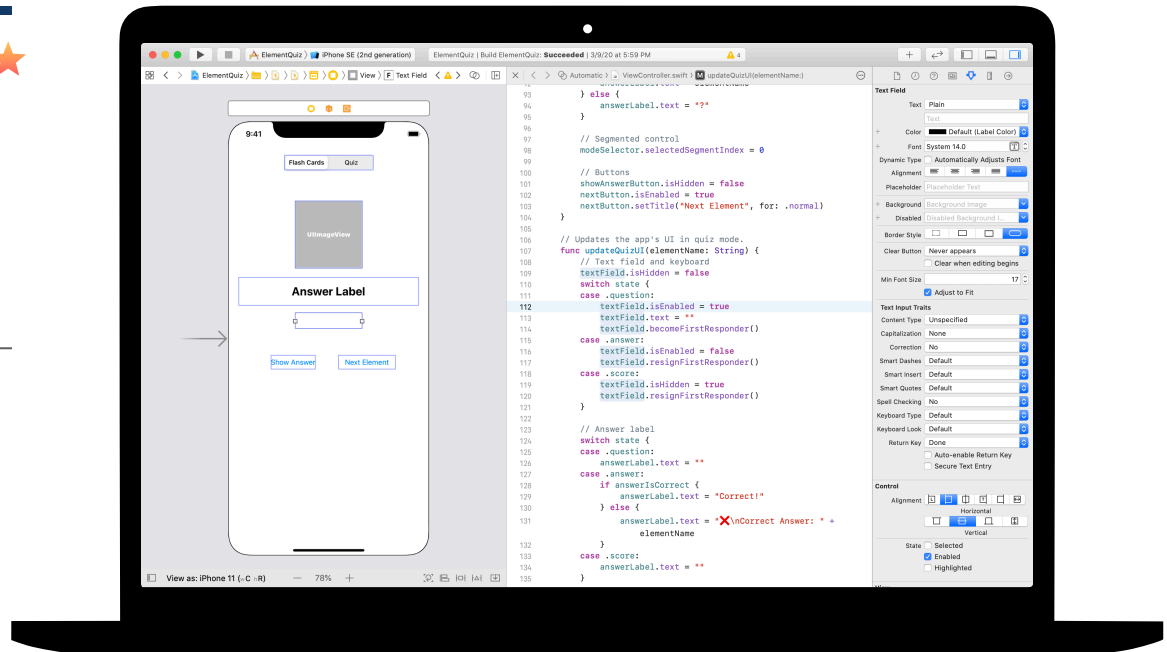 ElementQuiz
iPhone SE (2nd generation)
ElementQuiz | Build ElementQuiz: Succeeded | 3/9/20 at 5:59 PM
4
ElementQuiz
View
F Text Field
Automatic
ViewController.swift
M updateQuizUI(elementName:)
9:41
Flash Cards
Quiz
UIImageView
Answer Label
Show Answer
Next Element
View as: iPhone 11 (wC hR)
78%
93 } else {
94 answerLabel.text = "?"
95 }
96
97 // Segmented control
98 modeSelector.selectedSegmentIndex = 0
99
100 // Buttons
101 showAnswerButton.isHidden = false
102 nextButton.isEnabled = true
103 nextButton.setTitle("Next Element", for: .normal)
104 }
105
106 // Updates the app's UI in quiz mode.
107 func updateQuizUI(elementName: String) {
108 // Text field and keyboard
109 textField.isHidden = false
110 switch state {
111 case .question:
112 textField.isEnabled = true
113 textField.text = ""
114 textField.becomeFirstResponder()
115 case .answer:
116 textField.isEnabled = false
117 textField.resignFirstResponder()
118 case .score:
119 textField.isHidden = true
120 textField.resignFirstResponder()
121 }
122
123 // Answer label
124 switch state {
125 case .question:
126 answerLabel.text = ""
127 case .answer:
128 if answerIsCorrect {
129 answerLabel.text = "Correct!"
130 } else {
131 answerLabel.text = "❌\nCorrect Answer: " +
elementName
132 }
133 case .score:
134 answerLabel.text = ""
135 }
Text Field
Text Plain
Text
Color Default (Label Color)
Font System 14.0
Dynamic Type Automatically Adjusts Font
Alignment
Placeholder Placeholder Text
Background Background Image
Disabled Disabled Background I...
Border Style
Clear Button Never appears
Clear when editing begins
Min Font Size 17
Adjust to Fit
Text Input Traits
Content Type Unspecified
Capitalization None
Correction No
Smart Dashes Default
Smart Insert Default
Smart Quotes Default
Spell Checking No
Keyboard Type Default
Keyboard Look Default
Return Key Done
Auto-enable Return Key
Secure Text Entry
Control
Alignment
Horizontal
Vertical
State Selected
Enabled
Highlighted